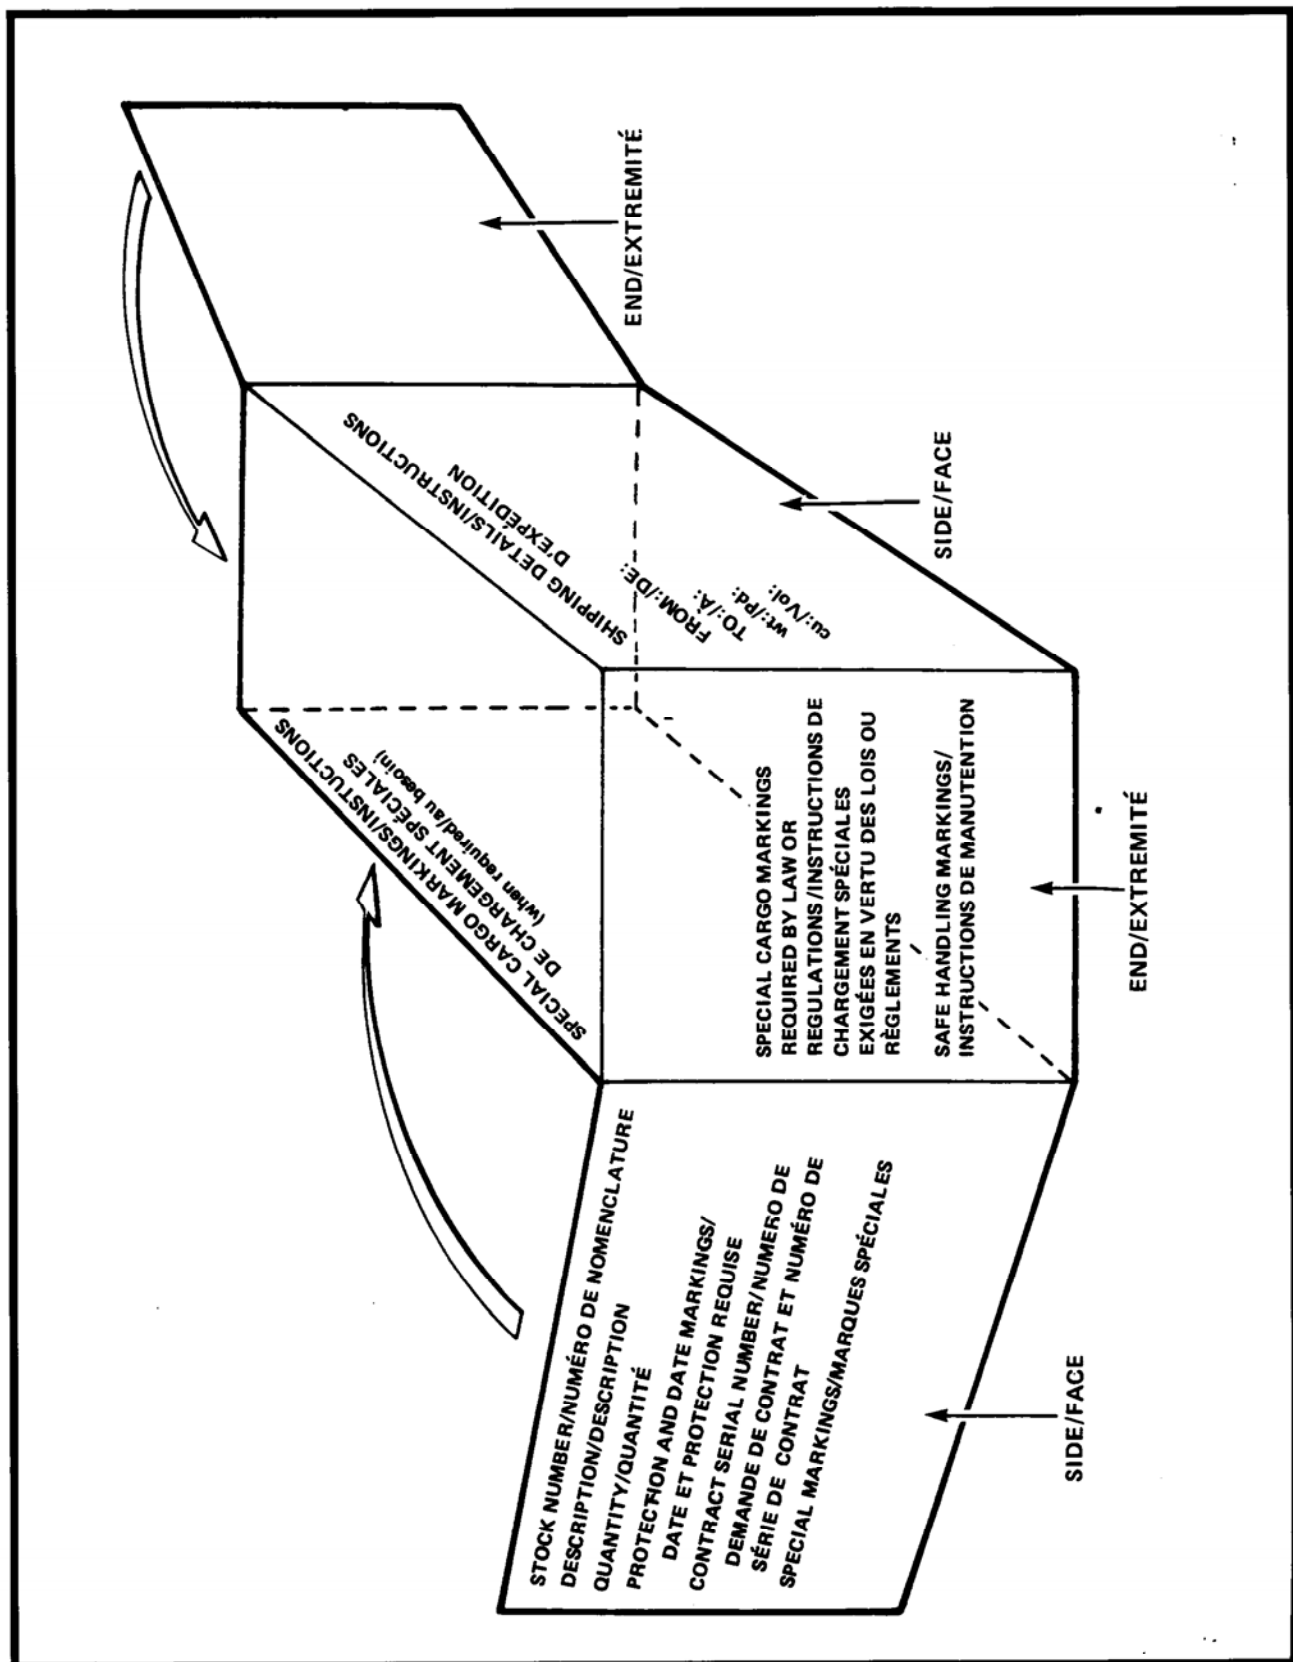 STOCK NUMBER/NUMÉRO DE NOMENCLATURE
DESCRIPTION/DESCRIPTION
QUANTITY/QUANTITÉ
PROTECTION AND DATE MARKINGS/
DATE ET PROTECTION REQUISE
CONTRACT SERIAL NUMBER/NUMERO DE
DEMANDE DE CONTRAT ET NUMÉRO DE
SÉRIE DE CONTRAT
SPECIAL MARKINGS/MARQUES SPÉCIALES
SIDE/FACE
SPECIAL CARGO MARKINGS/INSTUCTIONS
DE CHARGEMENT SPÉCIALES
(when required/au besoin)
SPECIAL CARGO MARKINGS
REQUIRED BY LAW OR
REGULATIONS/INSTRUCTIONS DE
CHARGEMENT SPÉCIALES
EXIGÉES EN VERTU DES LOIS OU
RÈGLEMENTS
SAFE HANDLING MARKINGS/
INSTRUCTIONS DE MANUTENTION
END/EXTREMITÉ
SHIPPING DETAILS/INSTRUCTIONS
D'EXPÉDITION
FROM:/DE:
TO:/À:
wt:/Pd:
cu:/Vol:
SIDE/FACE
END/EXTREMITÉ